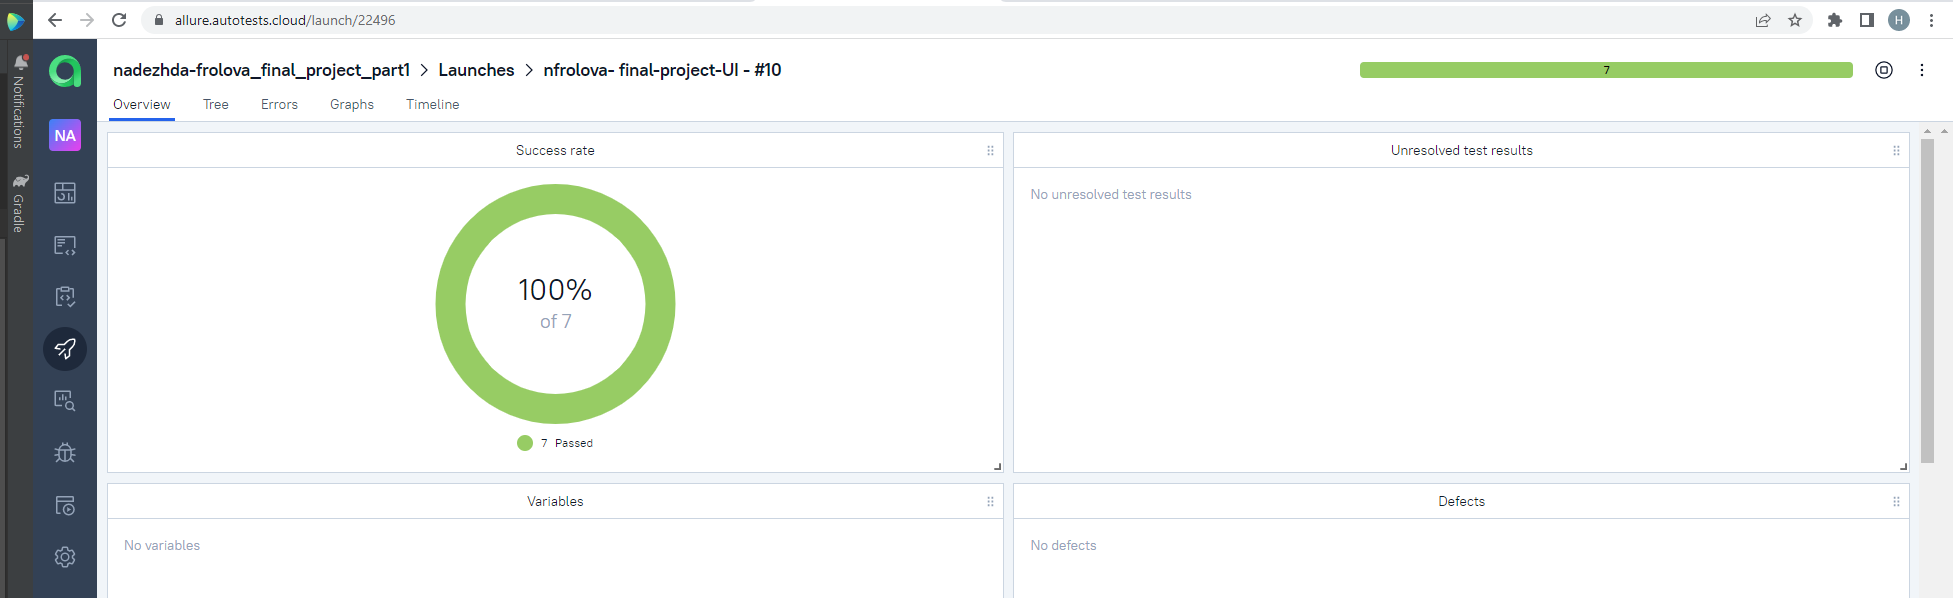 allure.autotests.cloud/launch/22496
H
Notifications
Gradle
nadezhda-frolova_final_project_part1 > Launches > nfrolova- final-project-UI - #10
7
Overview Tree Errors Graphs Timeline
NA
Success rate
100%
of 7
7 Passed
Unresolved test results
No unresolved test results
Variables
No variables
Defects
No defects